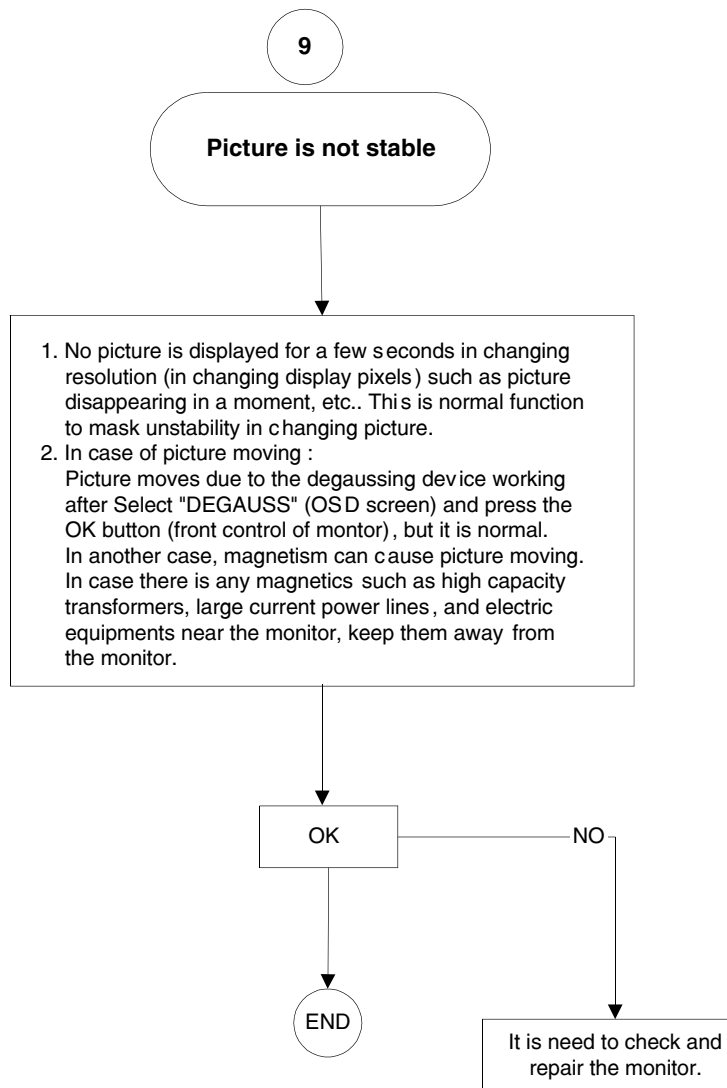 9
Picture is not stable
1. No picture is displayed for a few seconds in changing
resolution (in changing display pixels) such as picture
disappearing in a moment, etc.. This is normal function
to mask unstability in changing picture.
2. In case of picture moving :
Picture moves due to the degaussing device working
after Select "DEGAUSS" (OSD screen) and press the
OK button (front control of montor), but it is normal.
In another case, magnetism can cause picture moving.
In case there is any magnetics such as high capacity
transformers, large current power lines, and electric
equipments near the monitor, keep them away from
the monitor.
OK
NO
END
It is need to check and
repair the monitor.